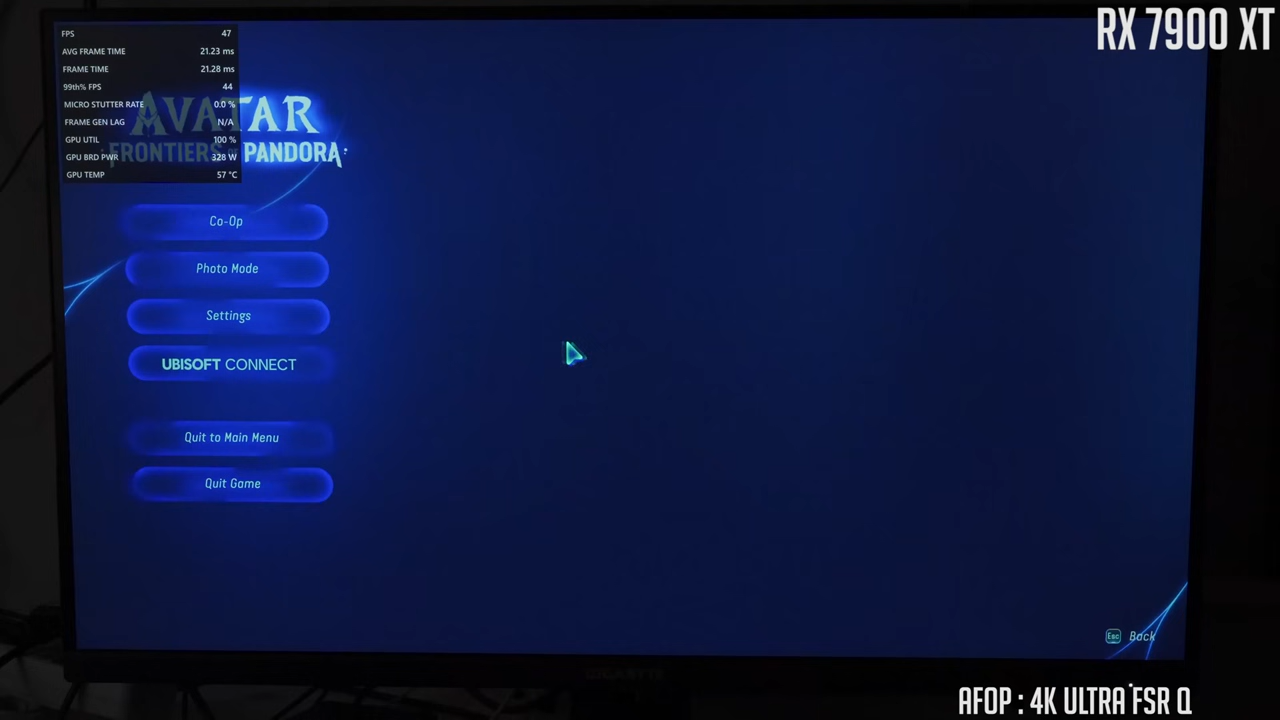 RX 7900 XT
FPS 47
AVG FRAME TIME 21.23 ms
FRAME TIME 21.28 ms
99th% FPS 44
MICRO STUTTER RATE 0.0 %
FRAME GEN LAG N/A
GPU UTIL 100 %
GPU BRD PWR 328 W
GPU TEMP 57 °C
AVATAR
FRONTIERS OF PANDORA
Co-Op
Photo Mode
Settings
UBISOFT CONNECT
Quit to Main Menu
Quit Game
Esc Back
GIGABYTE
AFOP : 4K ULTRA FSR Q